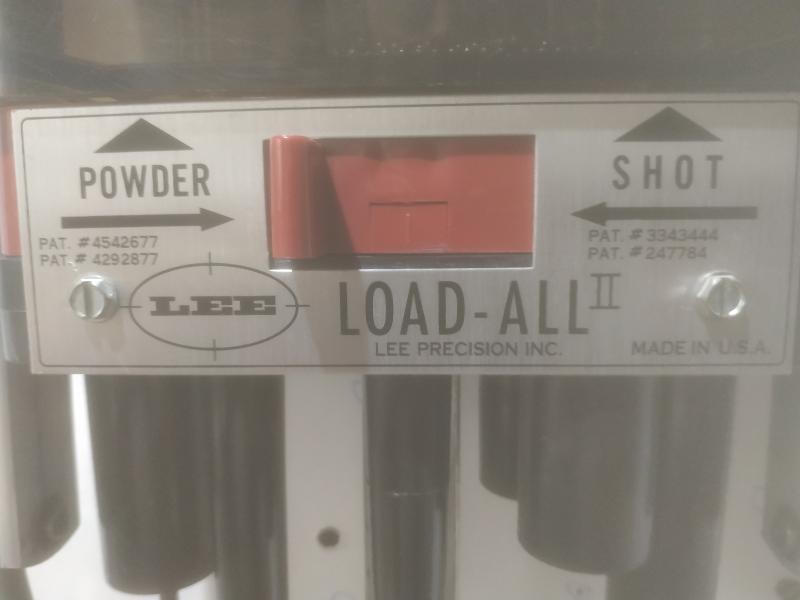 POWDER
SHOT
PAT. #4542677
PAT. #4292877
PAT. #3343444
PAT. #247784
LEE
LOAD-ALL II
LEE PRECISION INC.
MADE IN U.S.A.